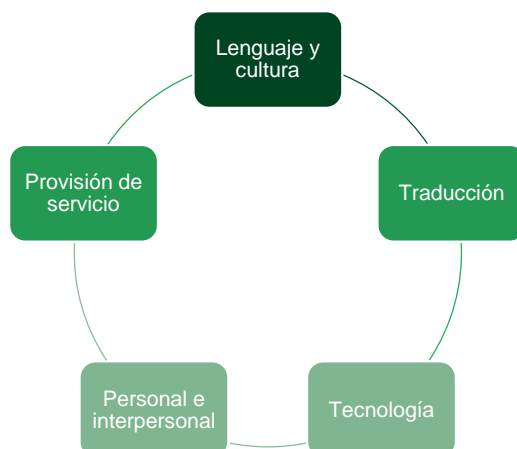 Lenguaje y
cultura
Traducción
Tecnología
Personal e
interpersonal
Provisión de
servicio